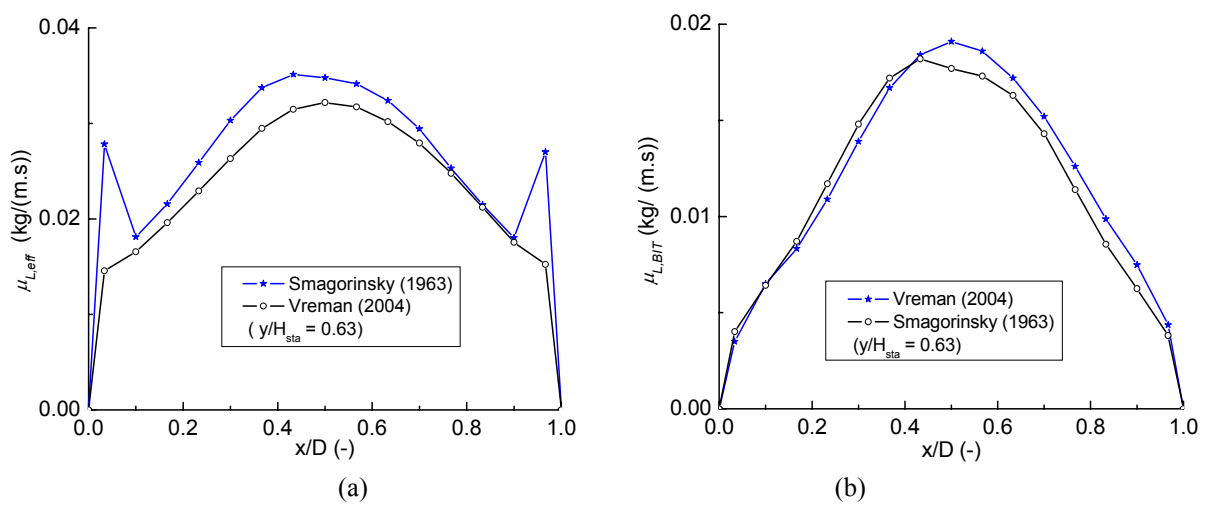 0.04
0.02
0.00
μL,eff (kg/(m.s))
Smagorinsky (1963)
Vreman (2004)
( y/Hsta = 0.63)
0.0 0.2 0.4 0.6 0.8 1.0
x/D (-)
(a)
0.02
0.01
0.00
μL,BIT (kg/ (m.s))
Vreman (2004)
Smagorinsky (1963)
(y/Hsta = 0.63)
0.0 0.2 0.4 0.6 0.8 1.0
x/D (-)
(b)